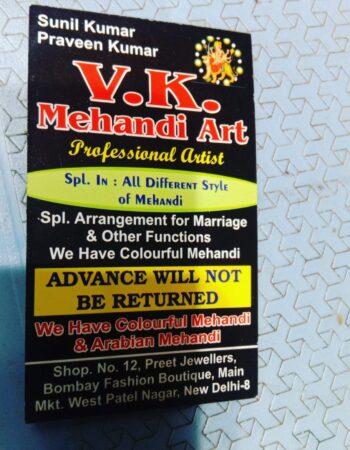 Sunil Kumar
Praveen Kumar
V.K.
Mehandi Art
Professional Artist
Spl. In : All Different Style
of Mehandi
Spl. Arrangement for Marriage
& Other Functions
We Have Colourful Mehandi
ADVANCE WILL NOT
BE RETURNED
We Have Colourful Mehandi
& Arabian Mehandi
Shop. No. 12, Preet Jewellers,
Bombay Fashion Boutique, Main
Mkt. West Patel Nagar, New Delhi-8